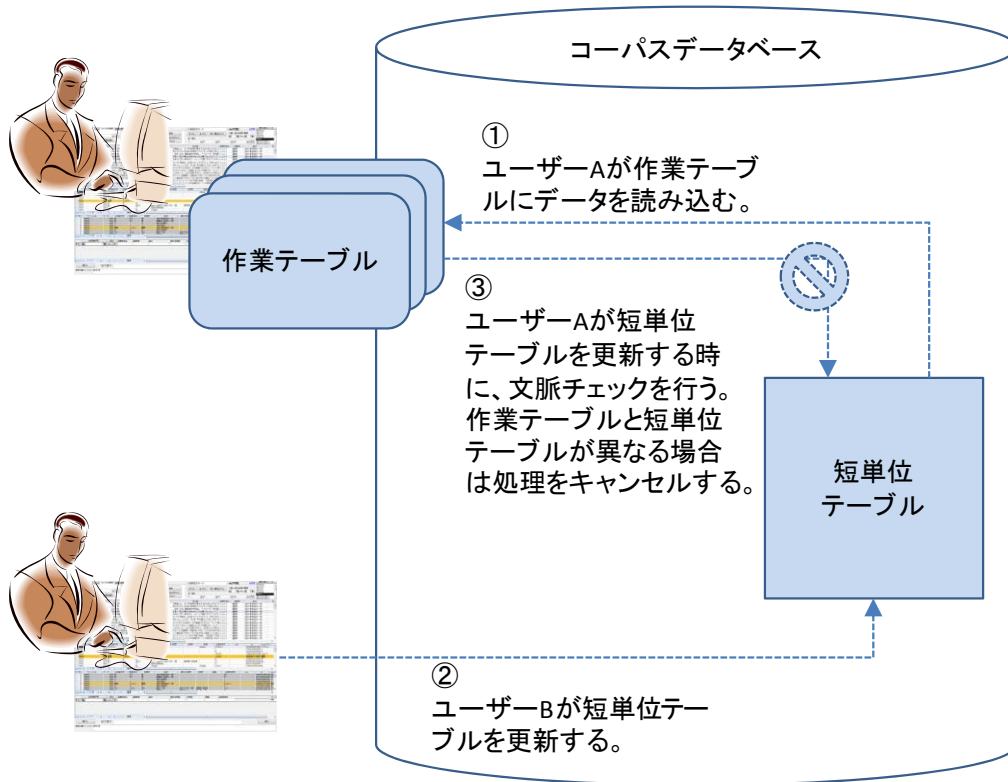 コーパスデータベース
①
ユーザーAが作業テーブ
ルにデータを読み込む。
作業テーブル
③
ユーザーAが短単位
テーブルを更新する時
に、文脈チェックを行う。
作業テーブルと短単位
テーブルが異なる場合
は処理をキャンセルする。
短単位
テーブル
②
ユーザーBが短単位テー
ブルを更新する。